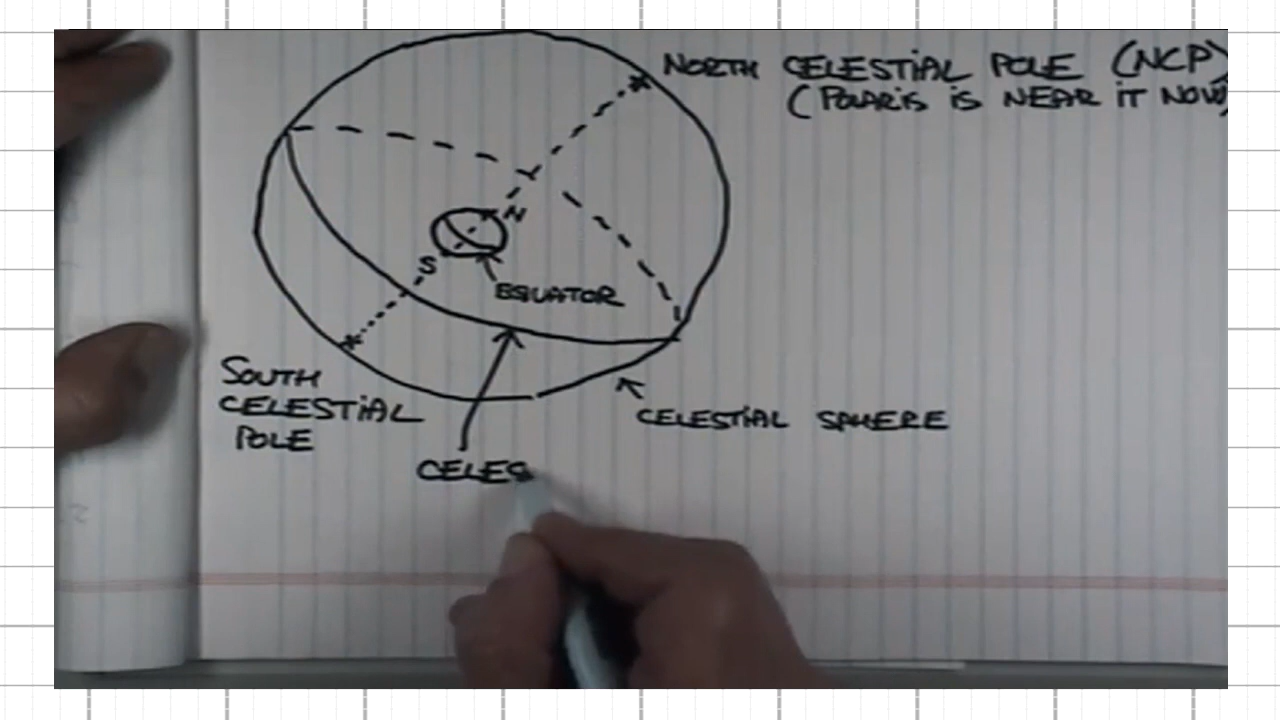 NORTH CELESTiAL POLE (NCP)
(POLARiS iS NEAR iT NOW)
N
S
EQUATOR
SOUTH
CELESTiAL
POLE
CELESTiAL SPHERE
CELES